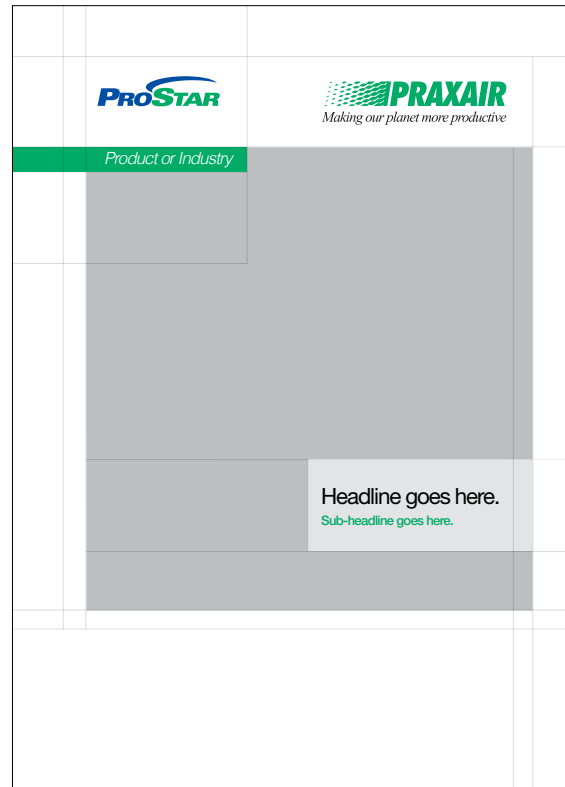 PROSTAR
PRAXAIR
Making our planet more productive
Product or Industry
Headline goes here.
Sub-headline goes here.